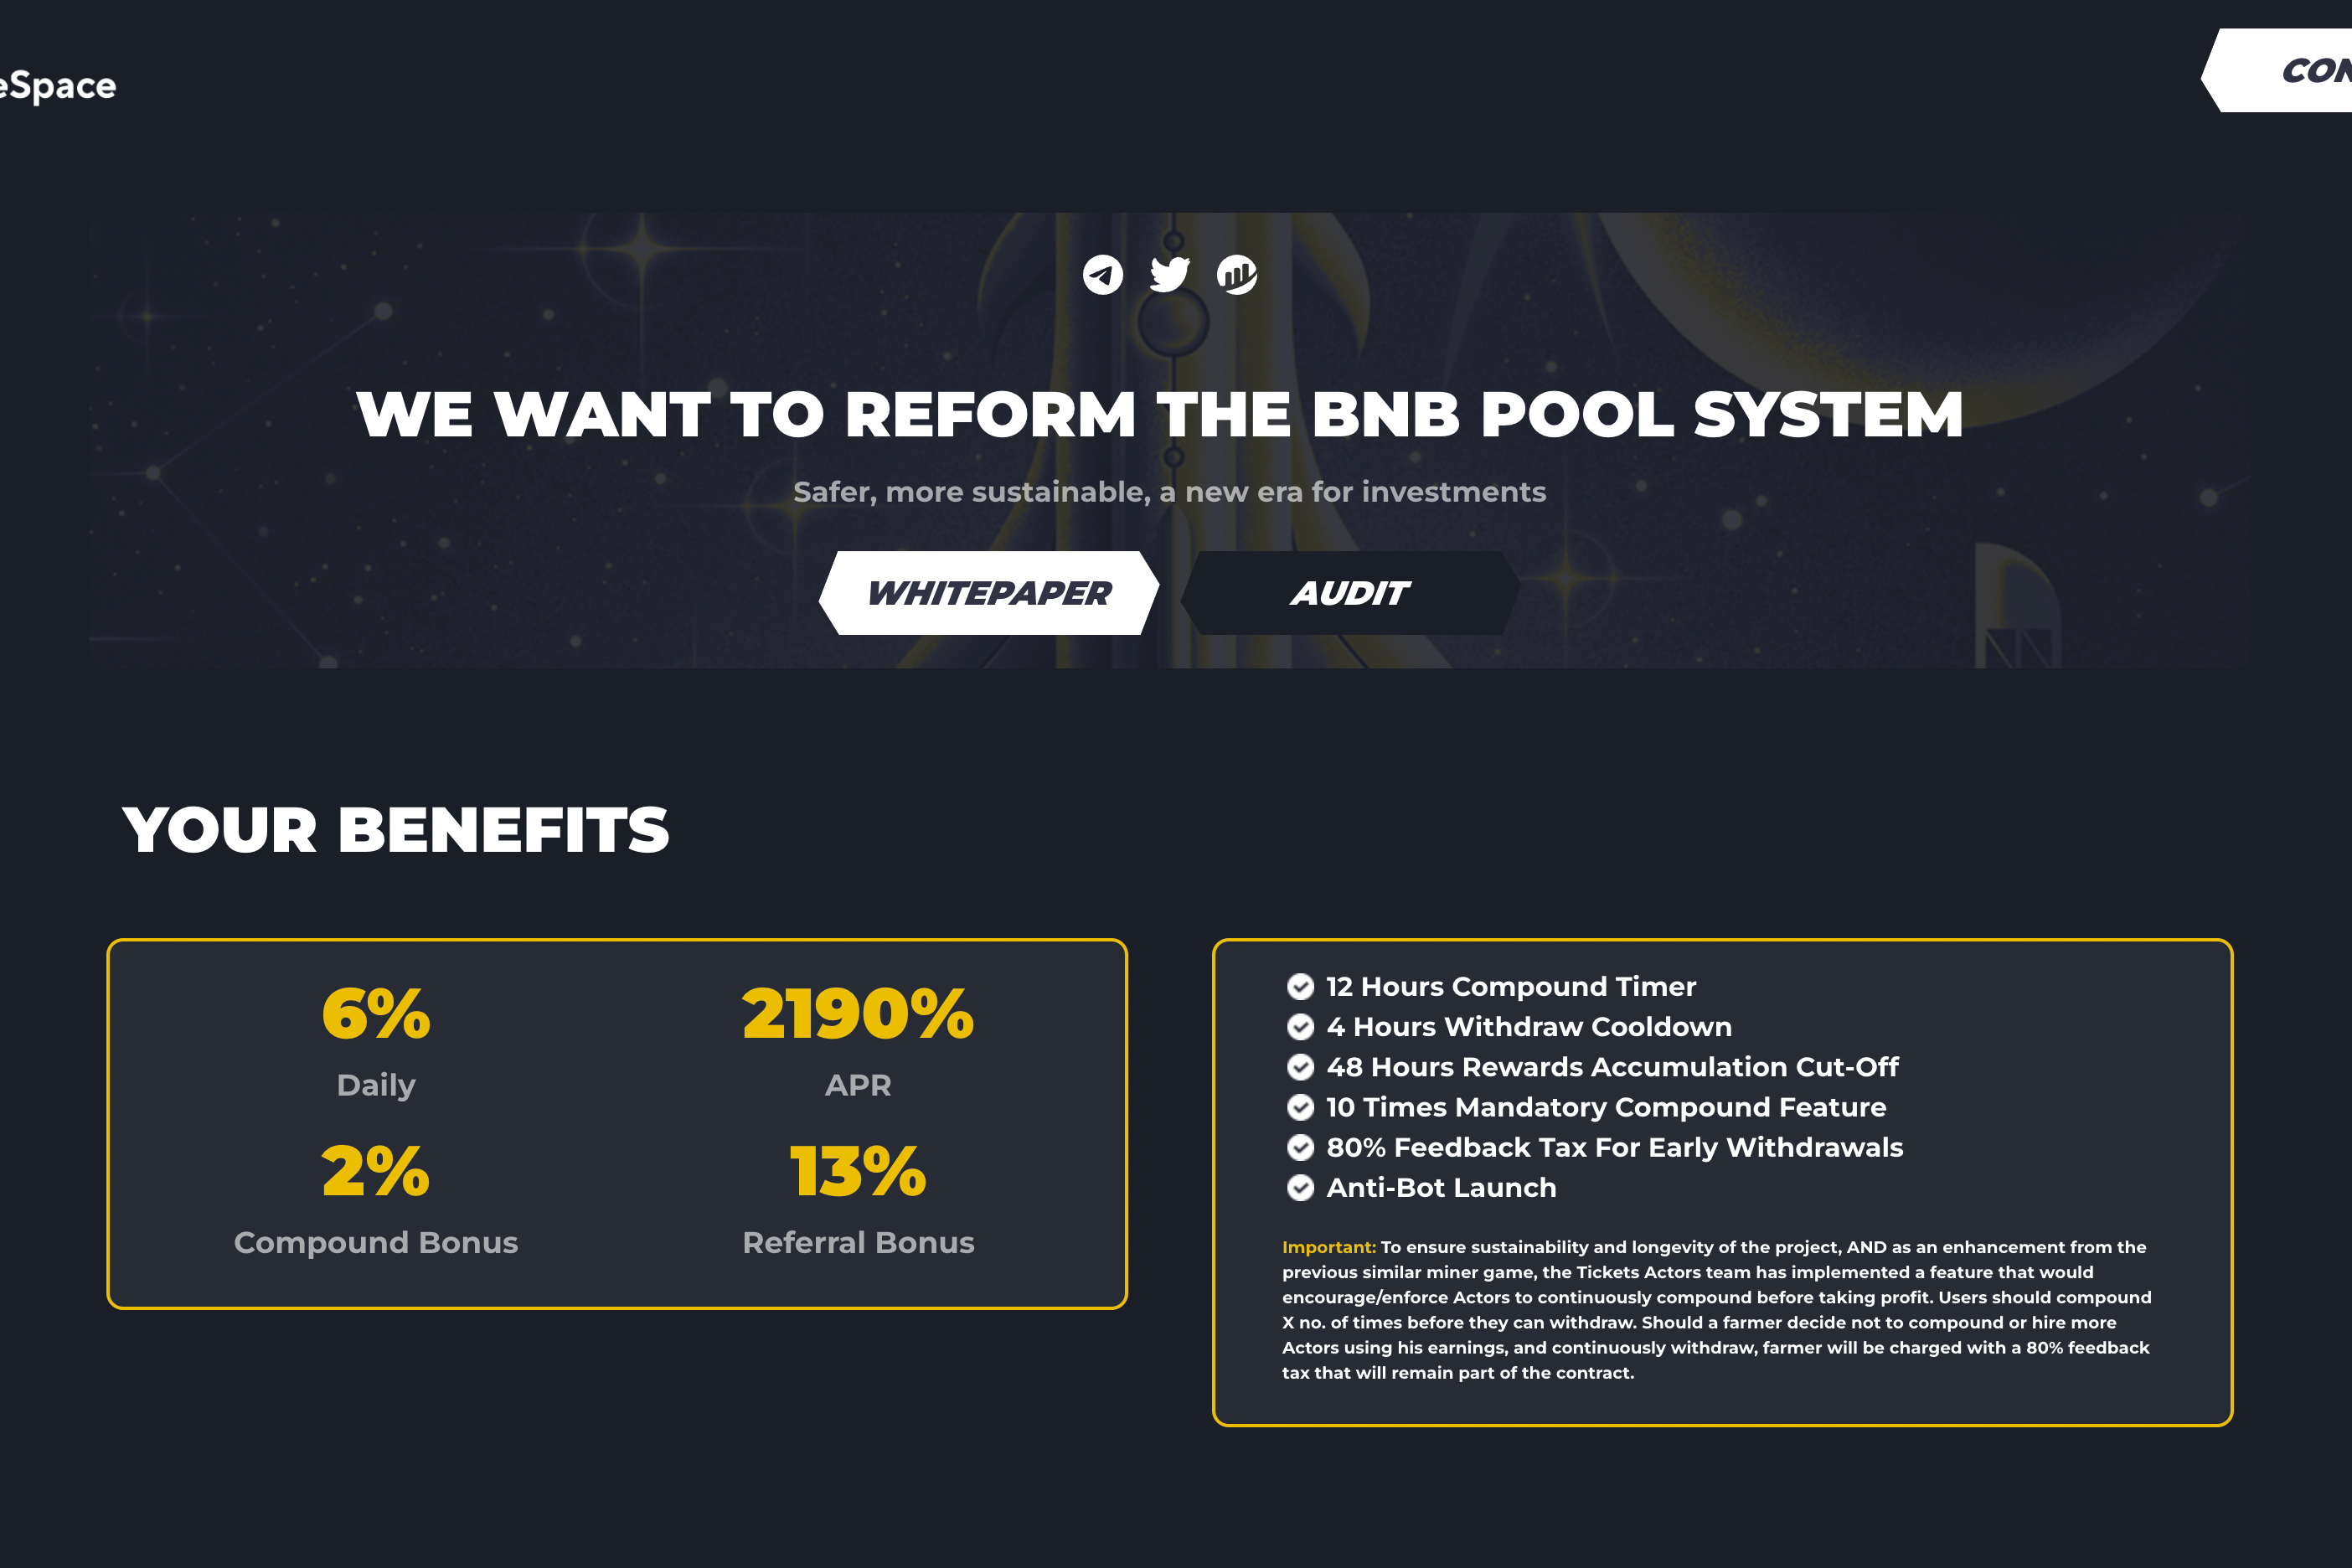 eSpace
CON
WE WANT TO REFORM THE BNB POOL SYSTEM
Safer, more sustainable, a new era for investments
WHITEPAPER
AUDIT
YOUR BENEFITS
6%
2190%
Daily
APR
2%
13%
Compound Bonus
Referral Bonus
12 Hours Compound Timer
4 Hours Withdraw Cooldown
48 Hours Rewards Accumulation Cut-Off
10 Times Mandatory Compound Feature
80% Feedback Tax For Early Withdrawals
Anti-Bot Launch
Important: To ensure sustainability and longevity of the project, AND as an enhancement from the
previous similar miner game, the Tickets Actors team has implemented a feature that would
encourage/enforce Actors to continuously compound before taking profit. Users should compound
X no. of times before they can withdraw. Should a farmer decide not to compound or hire more
Actors using his earnings, and continuously withdraw, farmer will be charged with a 80% feedback
tax that will remain part of the contract.